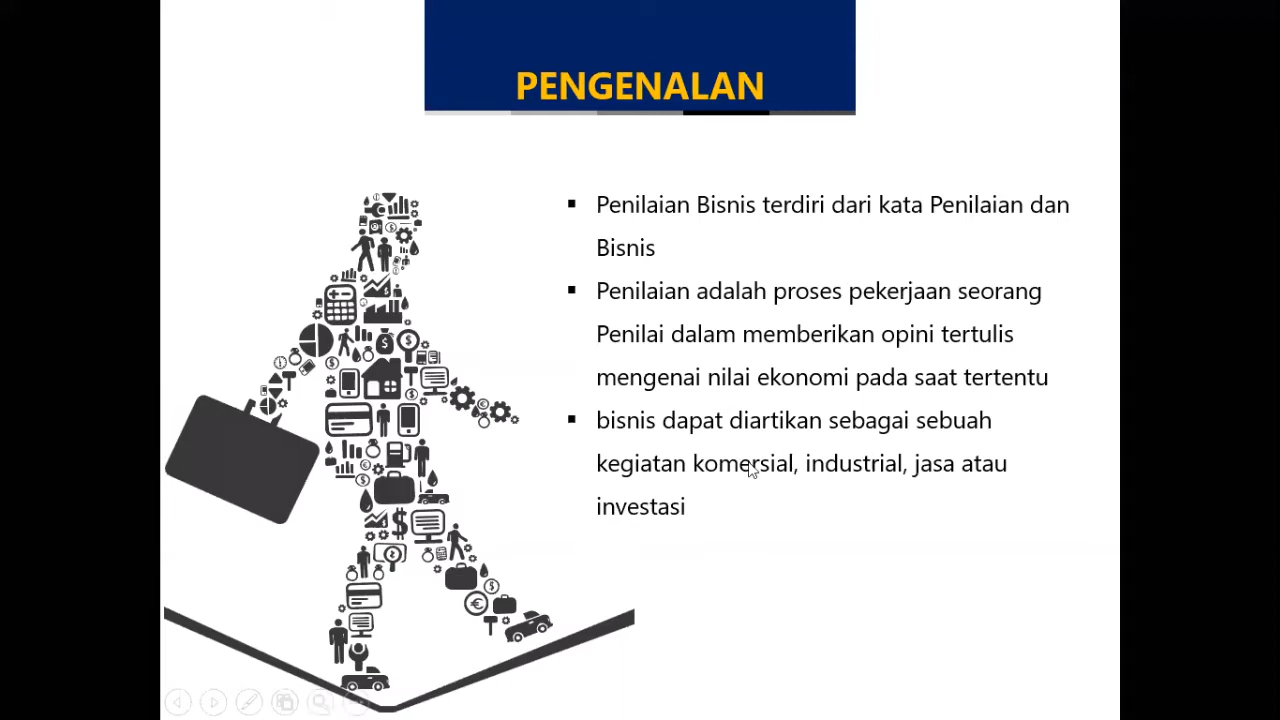 PENGENALAN
▪ Penilaian Bisnis terdiri dari kata Penilaian dan
Bisnis
▪ Penilaian adalah proses pekerjaan seorang
Penilai dalam memberikan opini tertulis
mengenai nilai ekonomi pada saat tertentu
▪ bisnis dapat diartikan sebagai sebuah
kegiatan komersial, industrial, jasa atau
investasi